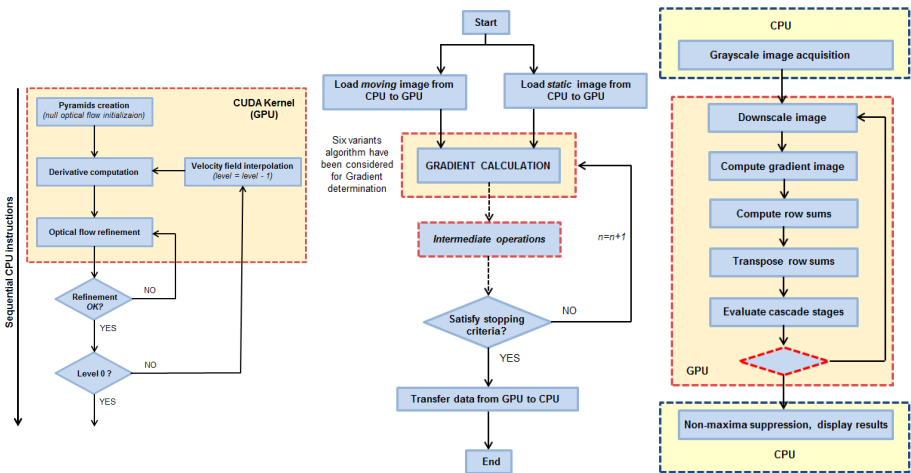 Sequential CPU instructions
CUDA Kernel
(GPU)
Pyramids creation
(null optical flow initializaion)
Derivative computation
Velocity field interpolation
(level = level - 1)
Optical flow refinement
Refinement
OK?
NO
YES
Level 0 ?
NO
YES
Start
Load moving image from
CPU to GPU
Load static image from
CPU to GPU
Six variants
algorithm have
been considered
for Gradient
determination
GRADIENT CALCULATION
Intermediate operations
n=n+1
Satisfy stopping
criteria?
NO
YES
Transfer data from GPU to CPU
End
CPU
Grayscale image acquisition
Downscale image
Compute gradient image
Compute row sums
Transpose row sums
Evaluate cascade stages
GPU
Non-maxima suppression, display results
CPU